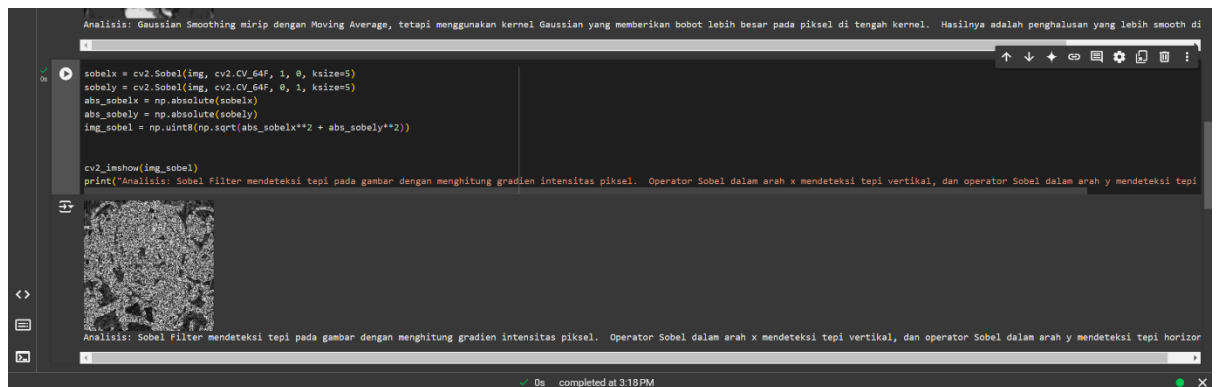 Analisis: Gaussian Smoothing mirip dengan Moving Average, tetapi menggunakan kernel Gaussian yang memberikan bobot lebih besar pada piksel di tengah kernel.  Hasilnya adalah penghalusan yang lebih smooth di
0s
sobelx = cv2.Sobel(img, cv2.CV_64F, 1, 0, ksize=5)
sobely = cv2.Sobel(img, cv2.CV_64F, 0, 1, ksize=5)
abs_sobelx = np.absolute(sobelx)
abs_sobely = np.absolute(sobely)
img_sobel = np.uint8(np.sqrt(abs_sobelx**2 + abs_sobely**2))
cv2_imshow(img_sobel)
print("Analisis: Sobel Filter mendeteksi tepi pada gambar dengan menghitung gradien intensitas piksel.  Operator Sobel dalam arah x mendeteksi tepi vertikal, dan operator Sobel dalam arah y mendeteksi tepi
Analisis: Sobel Filter mendeteksi tepi pada gambar dengan menghitung gradien intensitas piksel.  Operator Sobel dalam arah x mendeteksi tepi vertikal, dan operator Sobel dalam arah y mendeteksi tepi horizor
0s completed at 3:18 PM